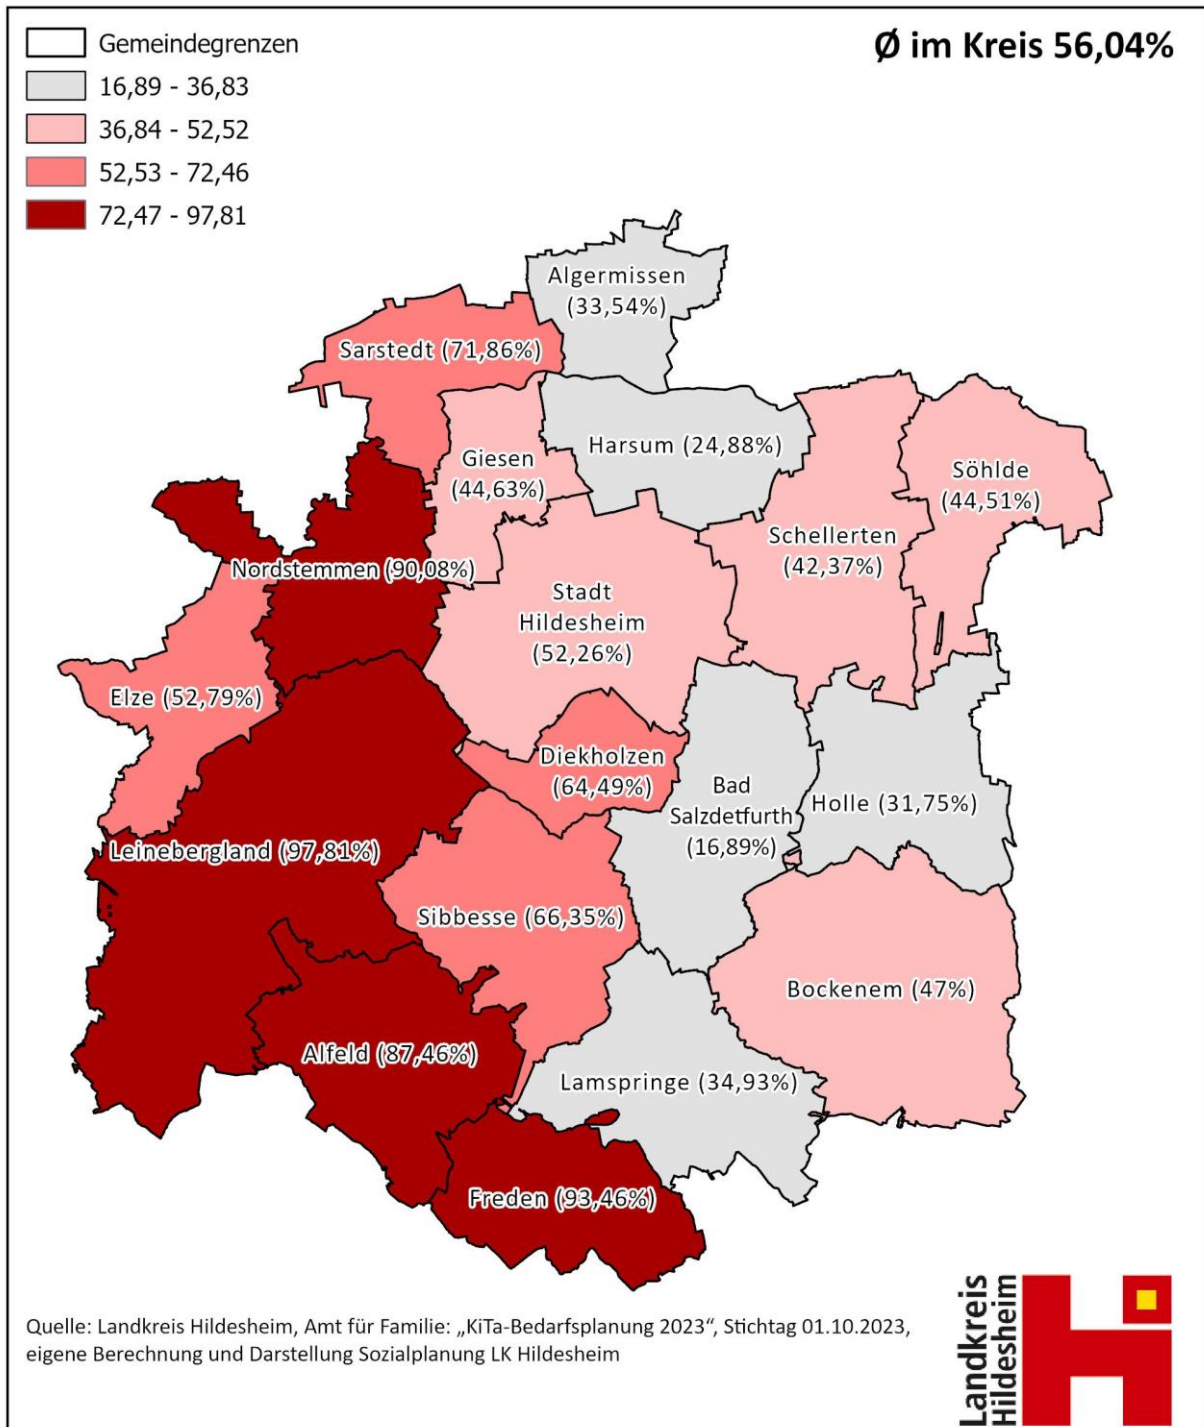 Gemeindegrenzen
16,89 - 36,83
36,84 - 52,52
52,53 - 72,46
72,47 - 97,81
Ø im Kreis 56,04%
Algermissen
(33,54%)
Sarstedt (71,86%)
Harsum (24,88%)
Giesen
(44,63%)
Söhlde
(44,51%)
Schellerten
(42,37%)
Nordstemmen (90,08%)
Stadt
Hildesheim
(52,26%)
Elze (52,79%)
Diekholzen
(64,49%)
Bad
Salzdetfurth
(16,89%)
Holle (31,75%)
Leinebergland (97,81%)
Sibbesse (66,35%)
Bockenem (47%)
Alfeld (87,46%)
Lamspringe (34,93%)
Freden (93,46%)
Quelle: Landkreis Hildesheim, Amt für Familie: „KiTa-Bedarfsplanung 2023“, Stichtag 01.10.2023,
eigene Berechnung und Darstellung Sozialplanung LK Hildesheim
Landkreis
Hildesheim